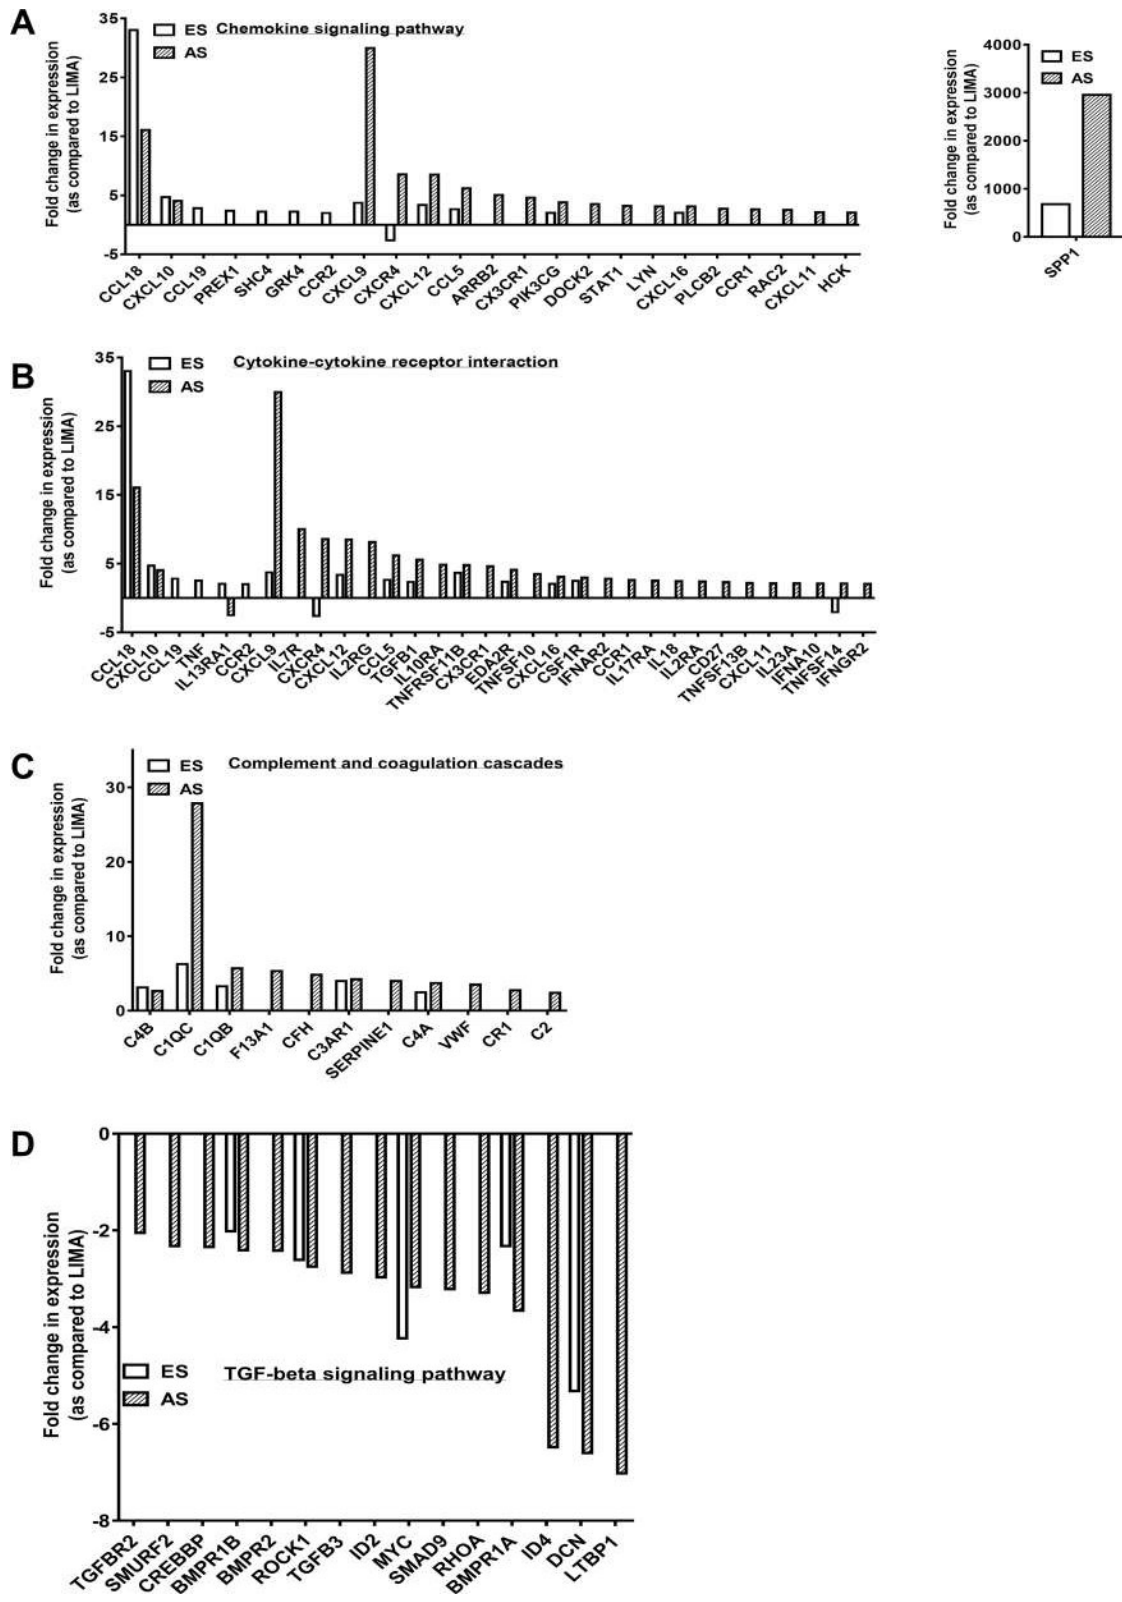 A
Fold change in expression
(as compared to LIMA)
35
25
15
5
-5
ES
AS
Chemokine signaling pathway
CCL18
CXCL10
CCL19
PREX1
SHC4
GRK4
CCR2
CXCL9
CXCR4
CXCL12
CCL5
ARRB2
CX3CR1
PIK3CG
DOCK2
STAT1
LYN
CXCL16
PLCB2
CCR1
RAC2
CXCL11
HCK
Fold change in expression
(as compared to LIMA)
4000
3000
2000
1000
0
ES
AS
SPP1
B
Fold change in expression
(as compared to LIMA)
35
25
15
5
-5
ES
AS
Cytokine-cytokine receptor interaction
CCL18
CXCL10
CCL19
TNF
IL13RA1
CCR2
CXCL9
IL7R
CXCR4
CXCL12
IL2RG
CCL5
TGFB1
IL10RA
TNFRSF11B
CX3CR1
EDA2R
TNFSF10
CXCL16
CSF1R
IFNAR2
CCR1
IL17RA
IL18
IL2RA
CD27
TNFSF13B
CXCL11
IL23A
IFNA10
TNFSF14
IFNGR2
C
Fold change in expression
(as compared to LIMA)
30
20
10
0
ES
AS
Complement and coagulation cascades
C4B
C1QC
C1QB
F13A1
CFH
C3AR1
SERPINE1
C4A
VWF
CR1
C2
D
Fold change in expression
(as compared to LIMA)
0
-2
-4
-6
-8
ES
AS
TGF-beta signaling pathway
TGFBR2
SMURF2
CREBBP
BMPR1B
BMPR2
ROCK1
TGFB3
ID2
MYC
SMAD9
RHOA
BMPR1A
ID4
DCN
LTBP1